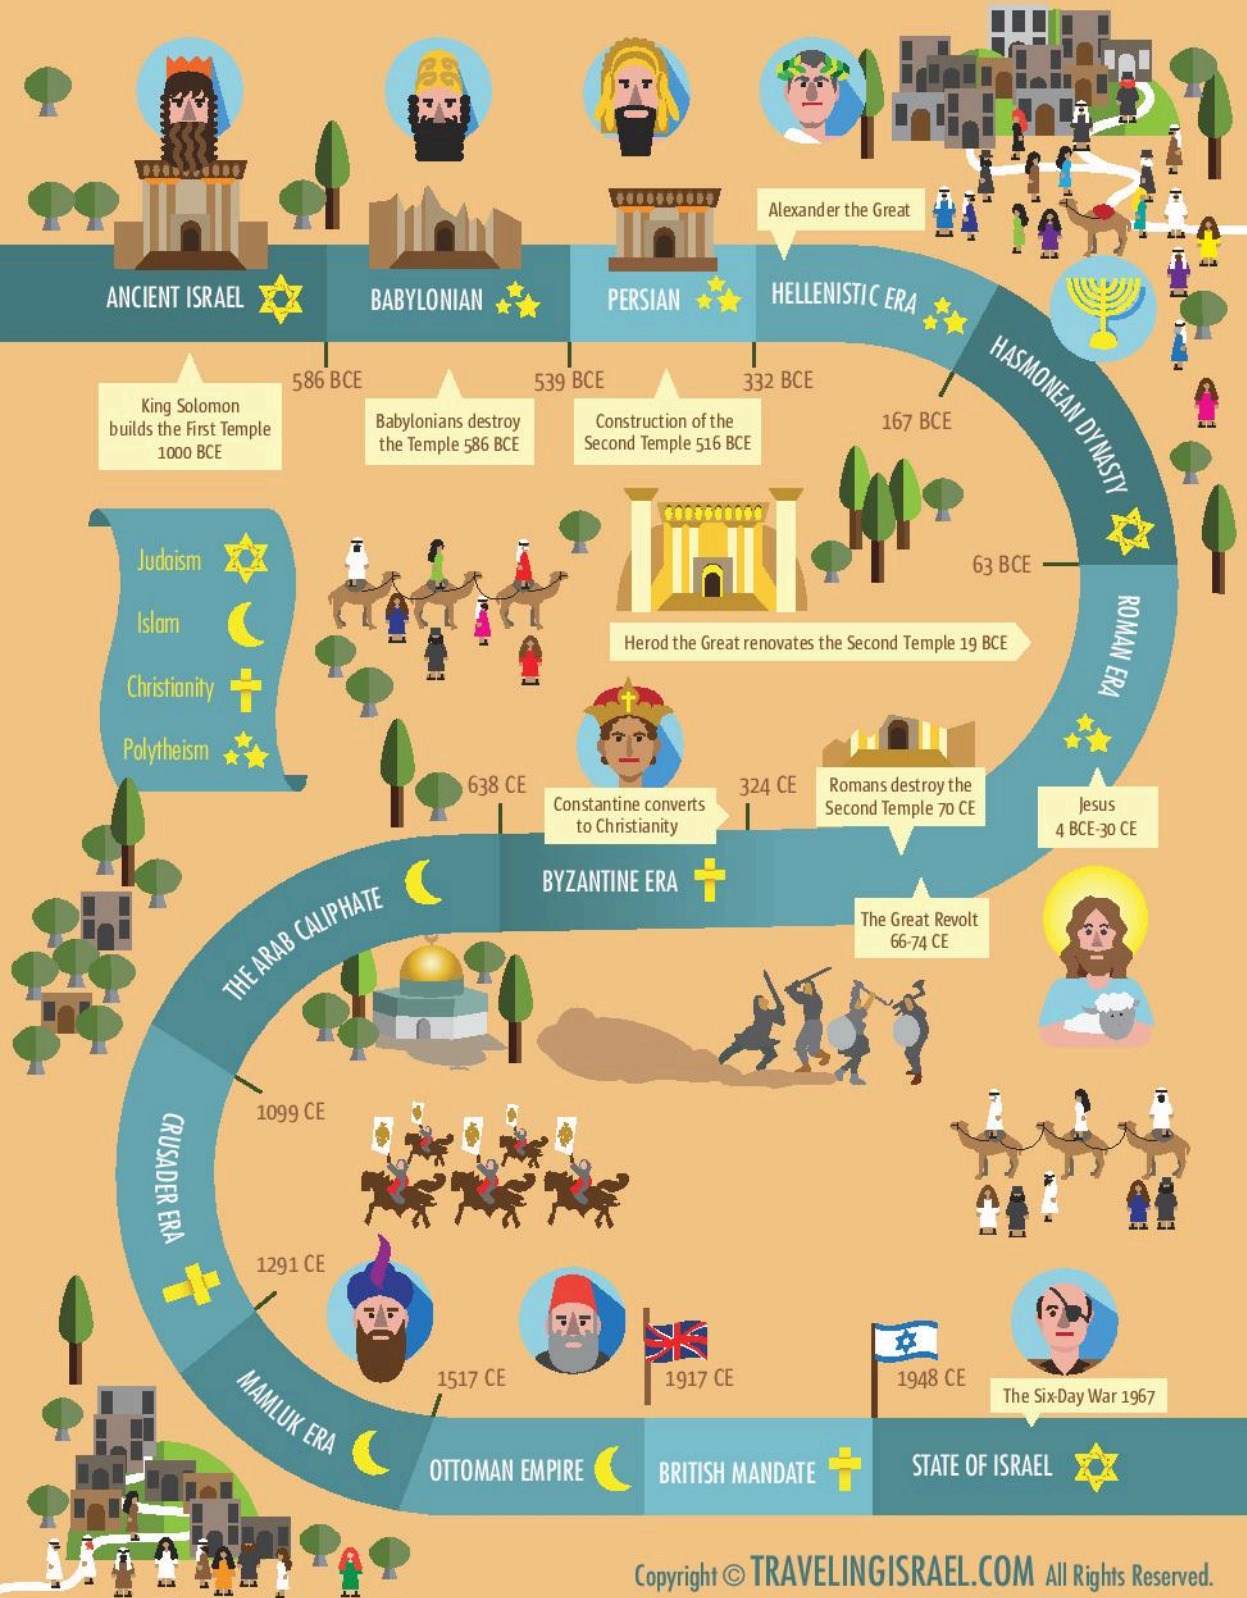 Alexander the Great
ANCIENT ISRAEL
BABYLONIAN
PERSIAN
HELLENISTIC ERA
HASMONEAN DYNASTY
586 BCE
539 BCE
332 BCE
167 BCE
King Solomon
builds the First Temple
1000 BCE
Babylonians destroy
the Temple 586 BCE
Construction of the
Second Temple 516 BCE
Judaism
Islam
Christianity
Polytheism
63 BCE
ROMAN ERA
Herod the Great renovates the Second Temple 19 BCE
638 CE
Constantine converts
to Christianity
324 CE
Romans destroy the
Second Temple 70 CE
Jesus
4 BCE-30 CE
BYZANTINE ERA
THE ARAB CALIPHATE
The Great Revolt
66-74 CE
1099 CE
CRUSADER ERA
1291 CE
MAMLUK ERA
1517 CE
1917 CE
1948 CE
The Six-Day War 1967
OTTOMAN EMPIRE
BRITISH MANDATE
STATE OF ISRAEL
Copyright © TRAVELINGISRAEL.COM All Rights Reserved.